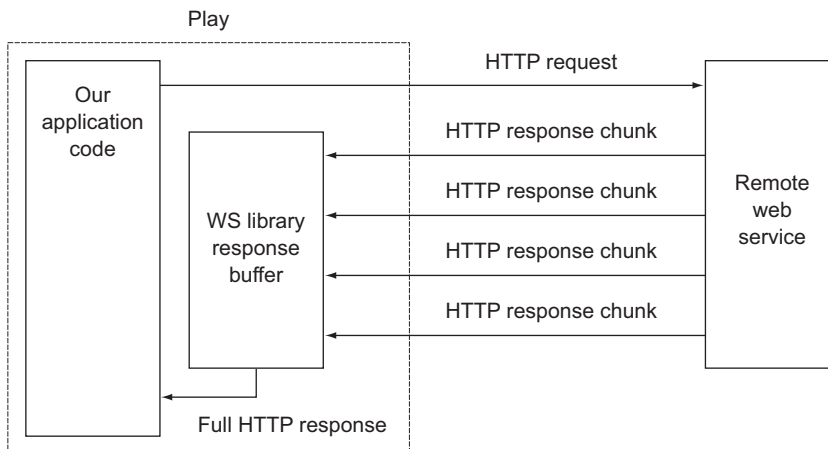 Play
Our
application
code
HTTP request
HTTP response chunk
HTTP response chunk
HTTP response chunk
HTTP response chunk
WS library
response
buffer
Remote
web
service
Full HTTP response